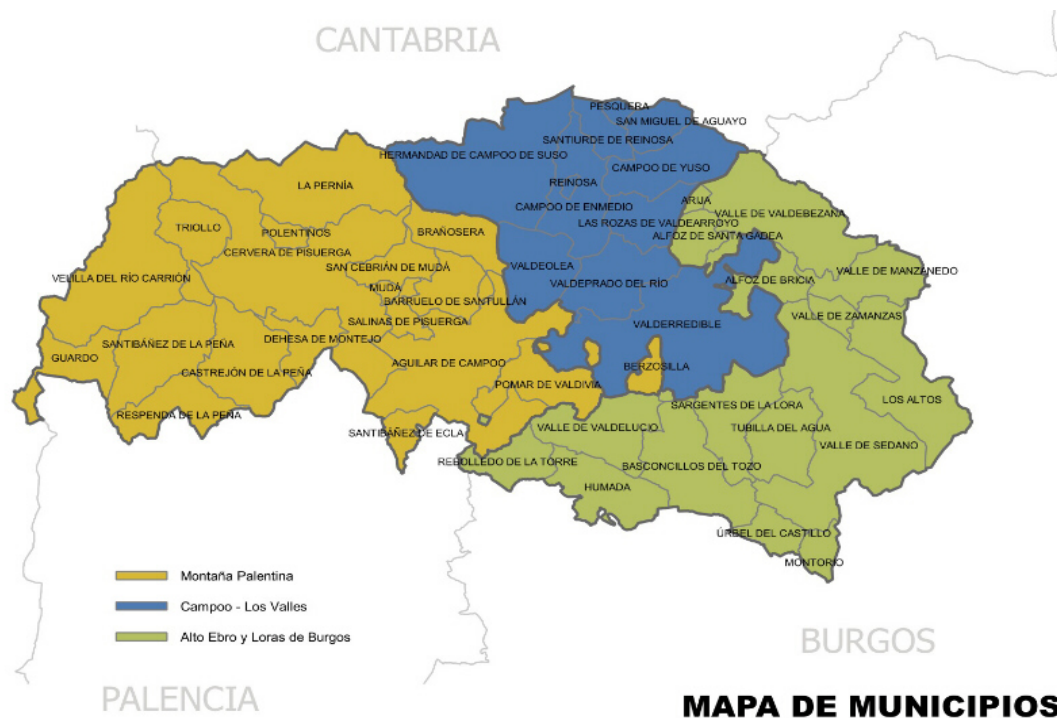 CANTABRIA
PESQUERA
SAN MIGUEL DE AGUAYO
SANTIURDE DE REINOSA
HERMANDAD DE CAMPOO DE SUSO
CAMPOO DE YUSO
REINOSA
LA PERNÍA
ARIJA
CAMPOO DE ENMEDIO
VALLE DE VALDEBEZANA
LAS ROZAS DE VALDEARROYO
TRIOLLO
POLENTINOS
BRAÑOSERA
ALFOZ DE SANTA GADEA
CERVERA DE PISUERGA
SAN CEBRIÁN DE MUDÁ
VALDEOLEA
VALLE DE MANZANEDO
VELILLA DEL RÍO CARRIÓN
ALFOZ DE BRICIA
VALDEPRADO DEL RÍO
MUDÁ
BARRUELO DE SANTULLÁN
VALLE DE ZAMANZAS
SALINAS DE PISUERGA
VALDERREDIBLE
DEHESA DE MONTEJO
SANTIBÁÑEZ DE LA PEÑA
GUARDO
AGUILAR DE CAMPOO
BERZOSILLA
CASTREJÓN DE LA PEÑA
POMAR DE VALDIVIA
LOS ALTOS
SARGENTES DE LA LORA
RESPENDA DE LA PEÑA
VALLE DE VALDELUCIO
TUBILLA DEL AGUA
SANTIBÁÑEZ DE ECLA
VALLE DE SEDANO
REBOLLEDO DE LA TORRE
BASCONCILLOS DEL TOZO
HUMADA
ÚRBEL DEL CASTILLO
MONTORIO
Montaña Palentina
Campoo - Los Valles
Alto Ebro y Loras de Burgos
BURGOS
PALENCIA
MAPA DE MUNICIPIOS